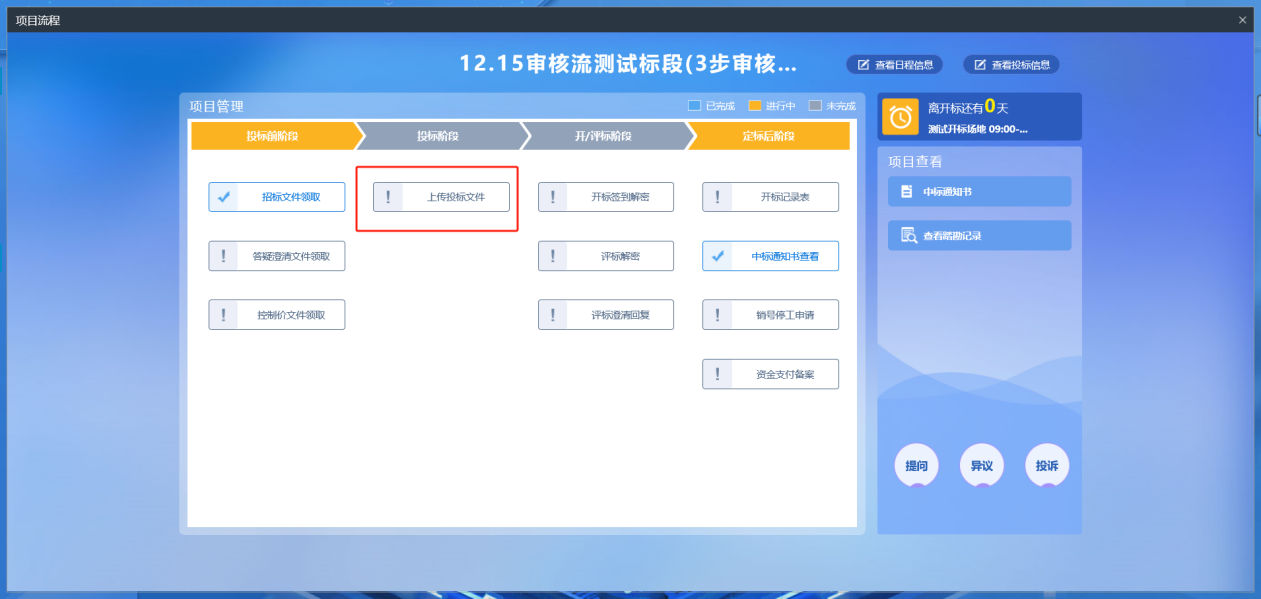 项目流程
12.15审核流测试标段(3步审核...
查看日程信息
查看投标信息
项目管理
已完成
进行中
未完成
投标前阶段
投标阶段
开/评标阶段
定标后阶段
招标文件领取
上传投标文件
开标签到解密
开标记录表
答疑澄清文件领取
评标解密
中标通知书查看
控制价文件领取
评标澄清回复
销号停工申请
资金支付备案
离开标还有0天
测试开标场地 09:00-...
项目查看
中标通知书
查看踏勘记录
提问
异议
投诉